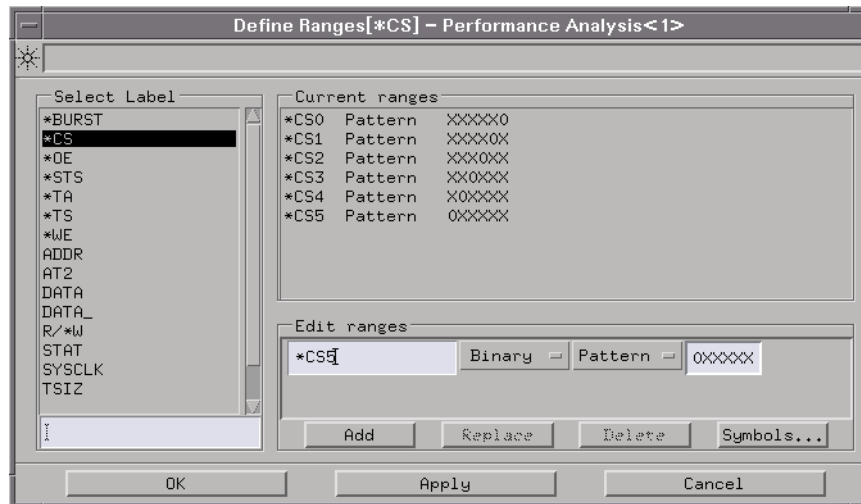 Define Ranges[*CS] – Performance Analysis<1>
Select Label
*BURST
*CS
*OE
*STS
*TA
*TS
*WE
ADDR
AT2
DATA
DATA_
R/*W
STAT
SYSCLK
TSIZ
Current ranges
*CS0 Pattern XXXXX0
*CS1 Pattern XXXX0X
*CS2 Pattern XXX0XX
*CS3 Pattern XX0XXX
*CS4 Pattern X0XXXX
*CS5 Pattern 0XXXXX
Edit ranges
*CS5 Binary Pattern 0XXXXX
Add Replace Delete Symbols...
OK Apply Cancel